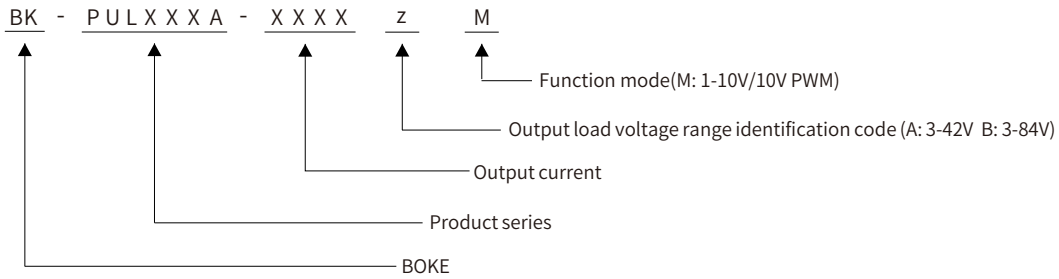 BK - PULXXXA - XXXX z M
Function mode(M: 1-10V/10V PWM)
Output load voltage range identification code (A: 3-42V B: 3-84V)
Output current
Product series
BOKE